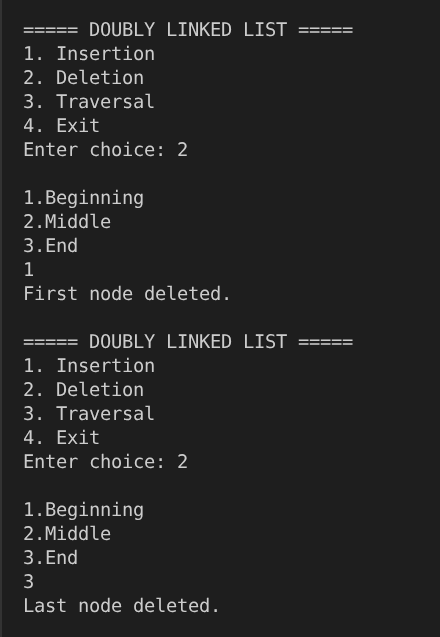 ===== DOUBLY LINKED LIST =====
1. Insertion
2. Deletion
3. Traversal
4. Exit
Enter choice: 2
1.Beginning
2.Middle
3.End
1
First node deleted.
===== DOUBLY LINKED LIST =====
1. Insertion
2. Deletion
3. Traversal
4. Exit
Enter choice: 2
1.Beginning
2.Middle
3.End
3
Last node deleted.